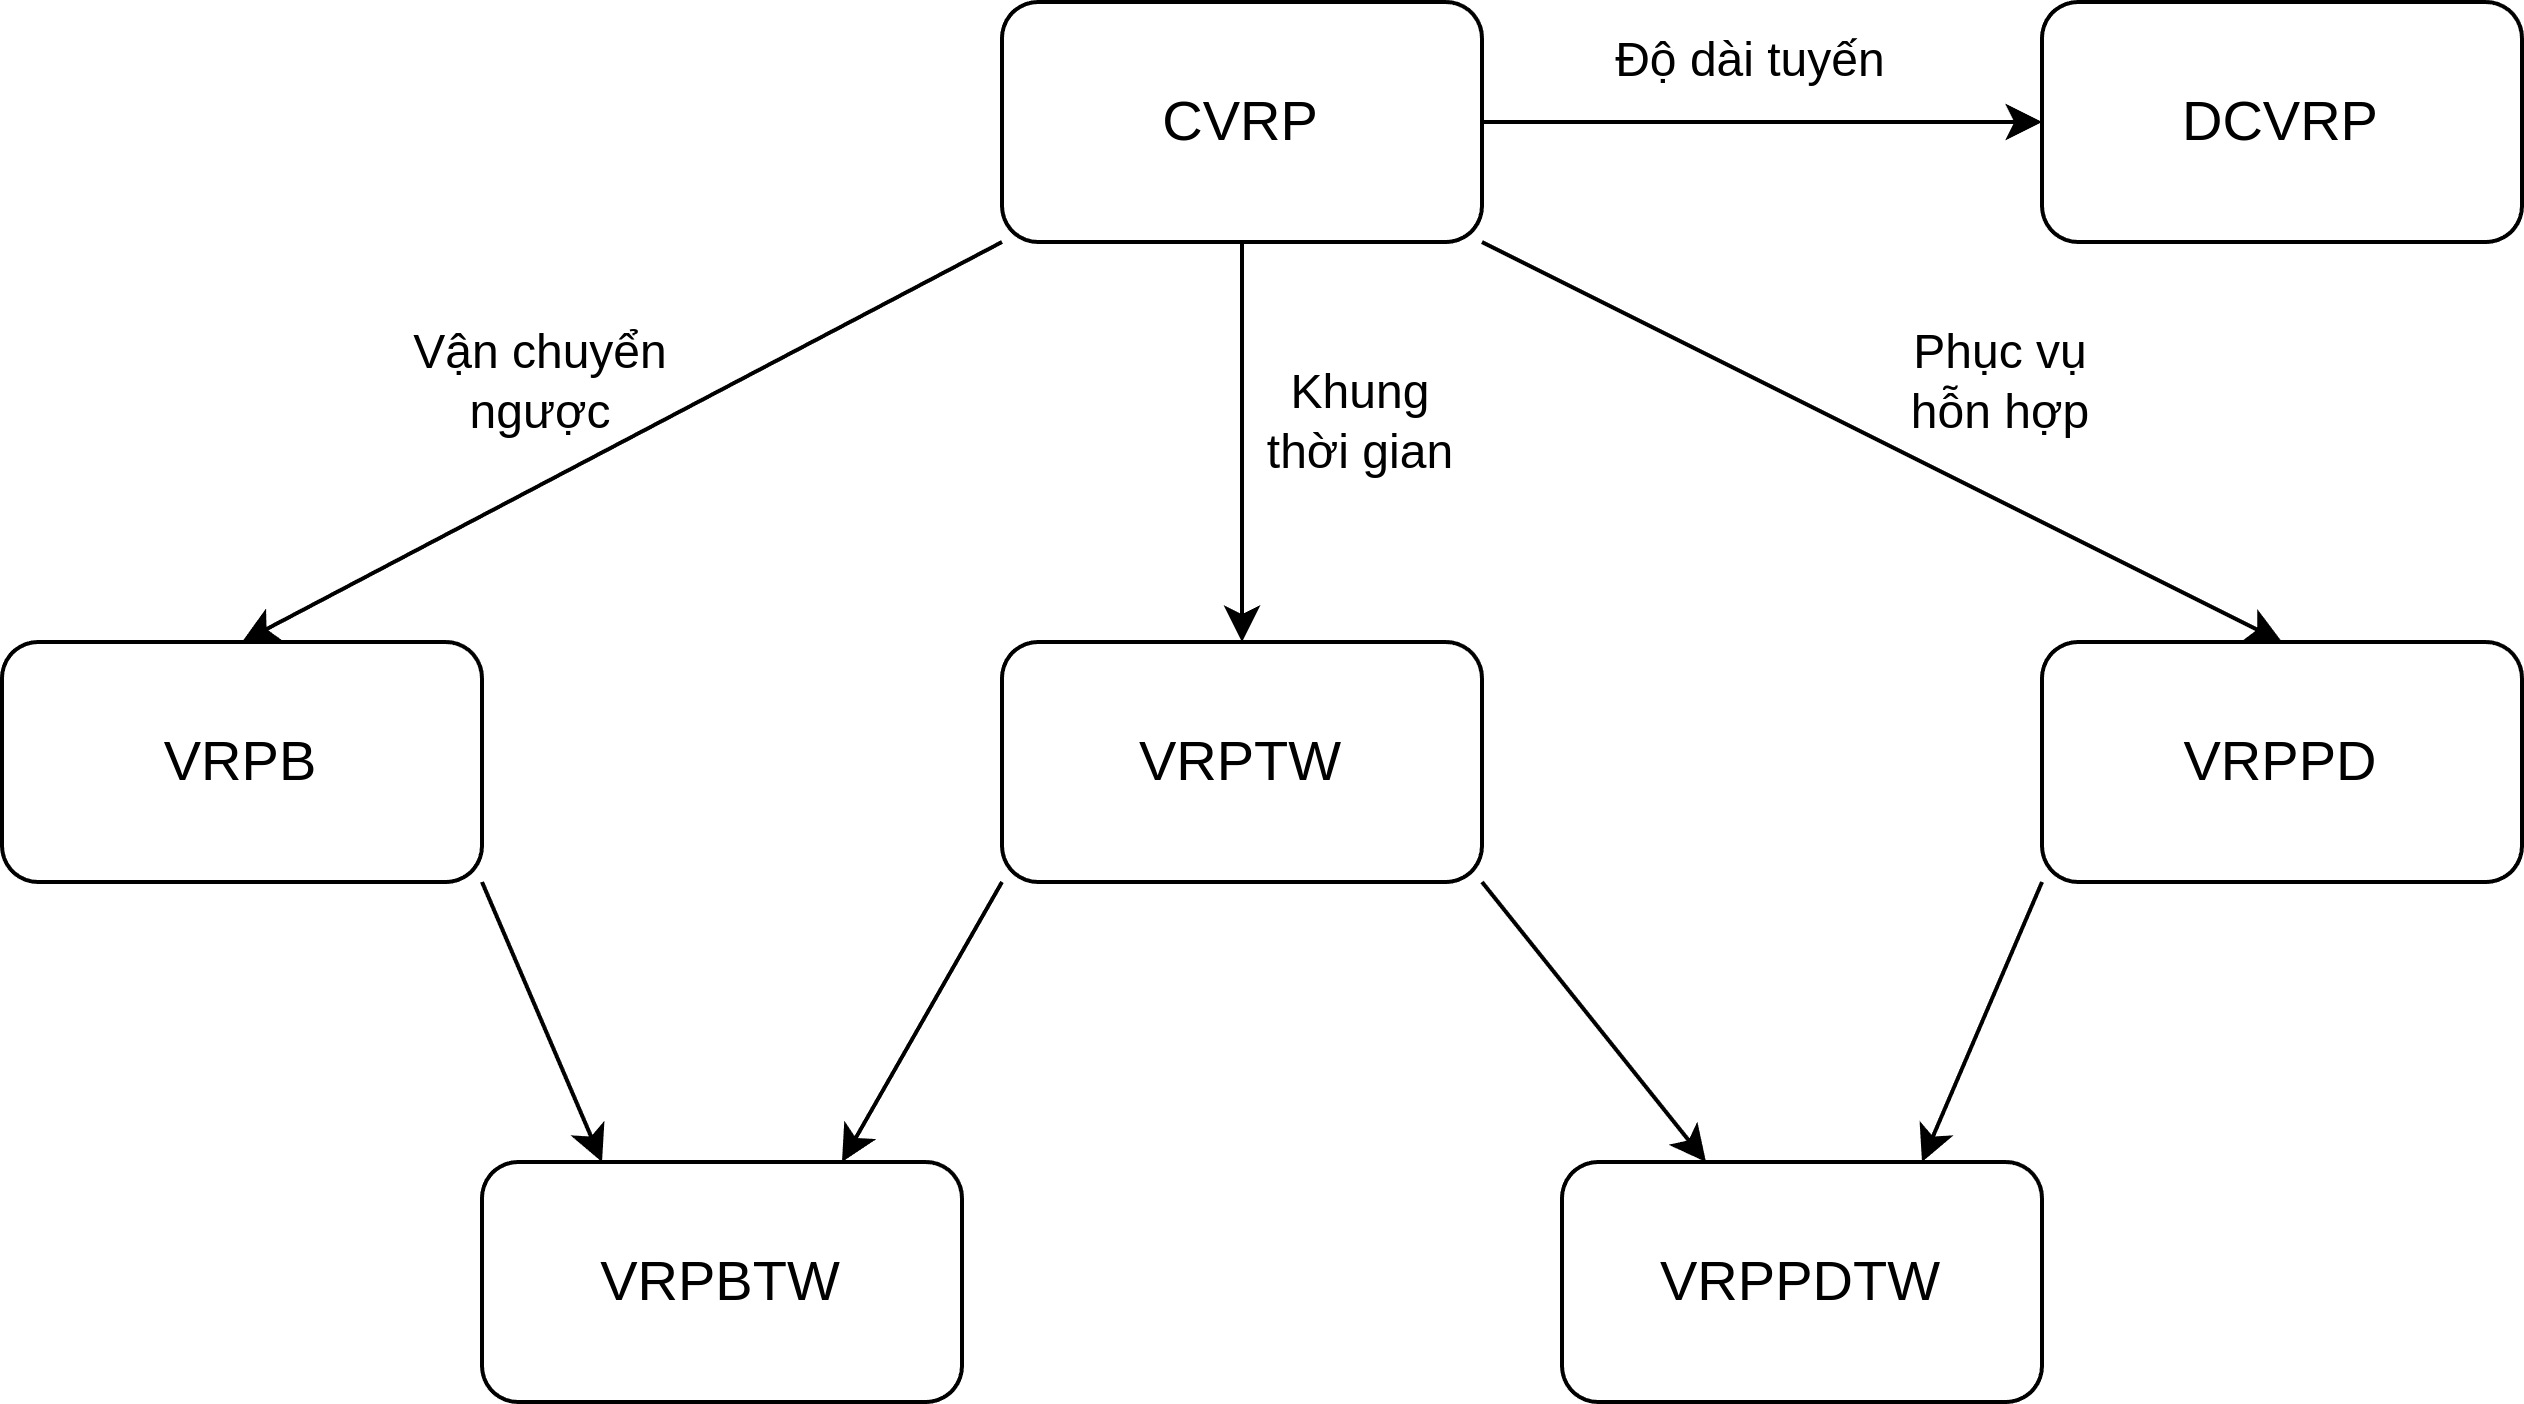 CVRP
Độ dài tuyến
DCVRP
Vận chuyển
ngược
Khung
thời gian
Phục vụ
hỗn hợp
VRPB
VRPTW
VRPPD
VRPBTW
VRPPDTW